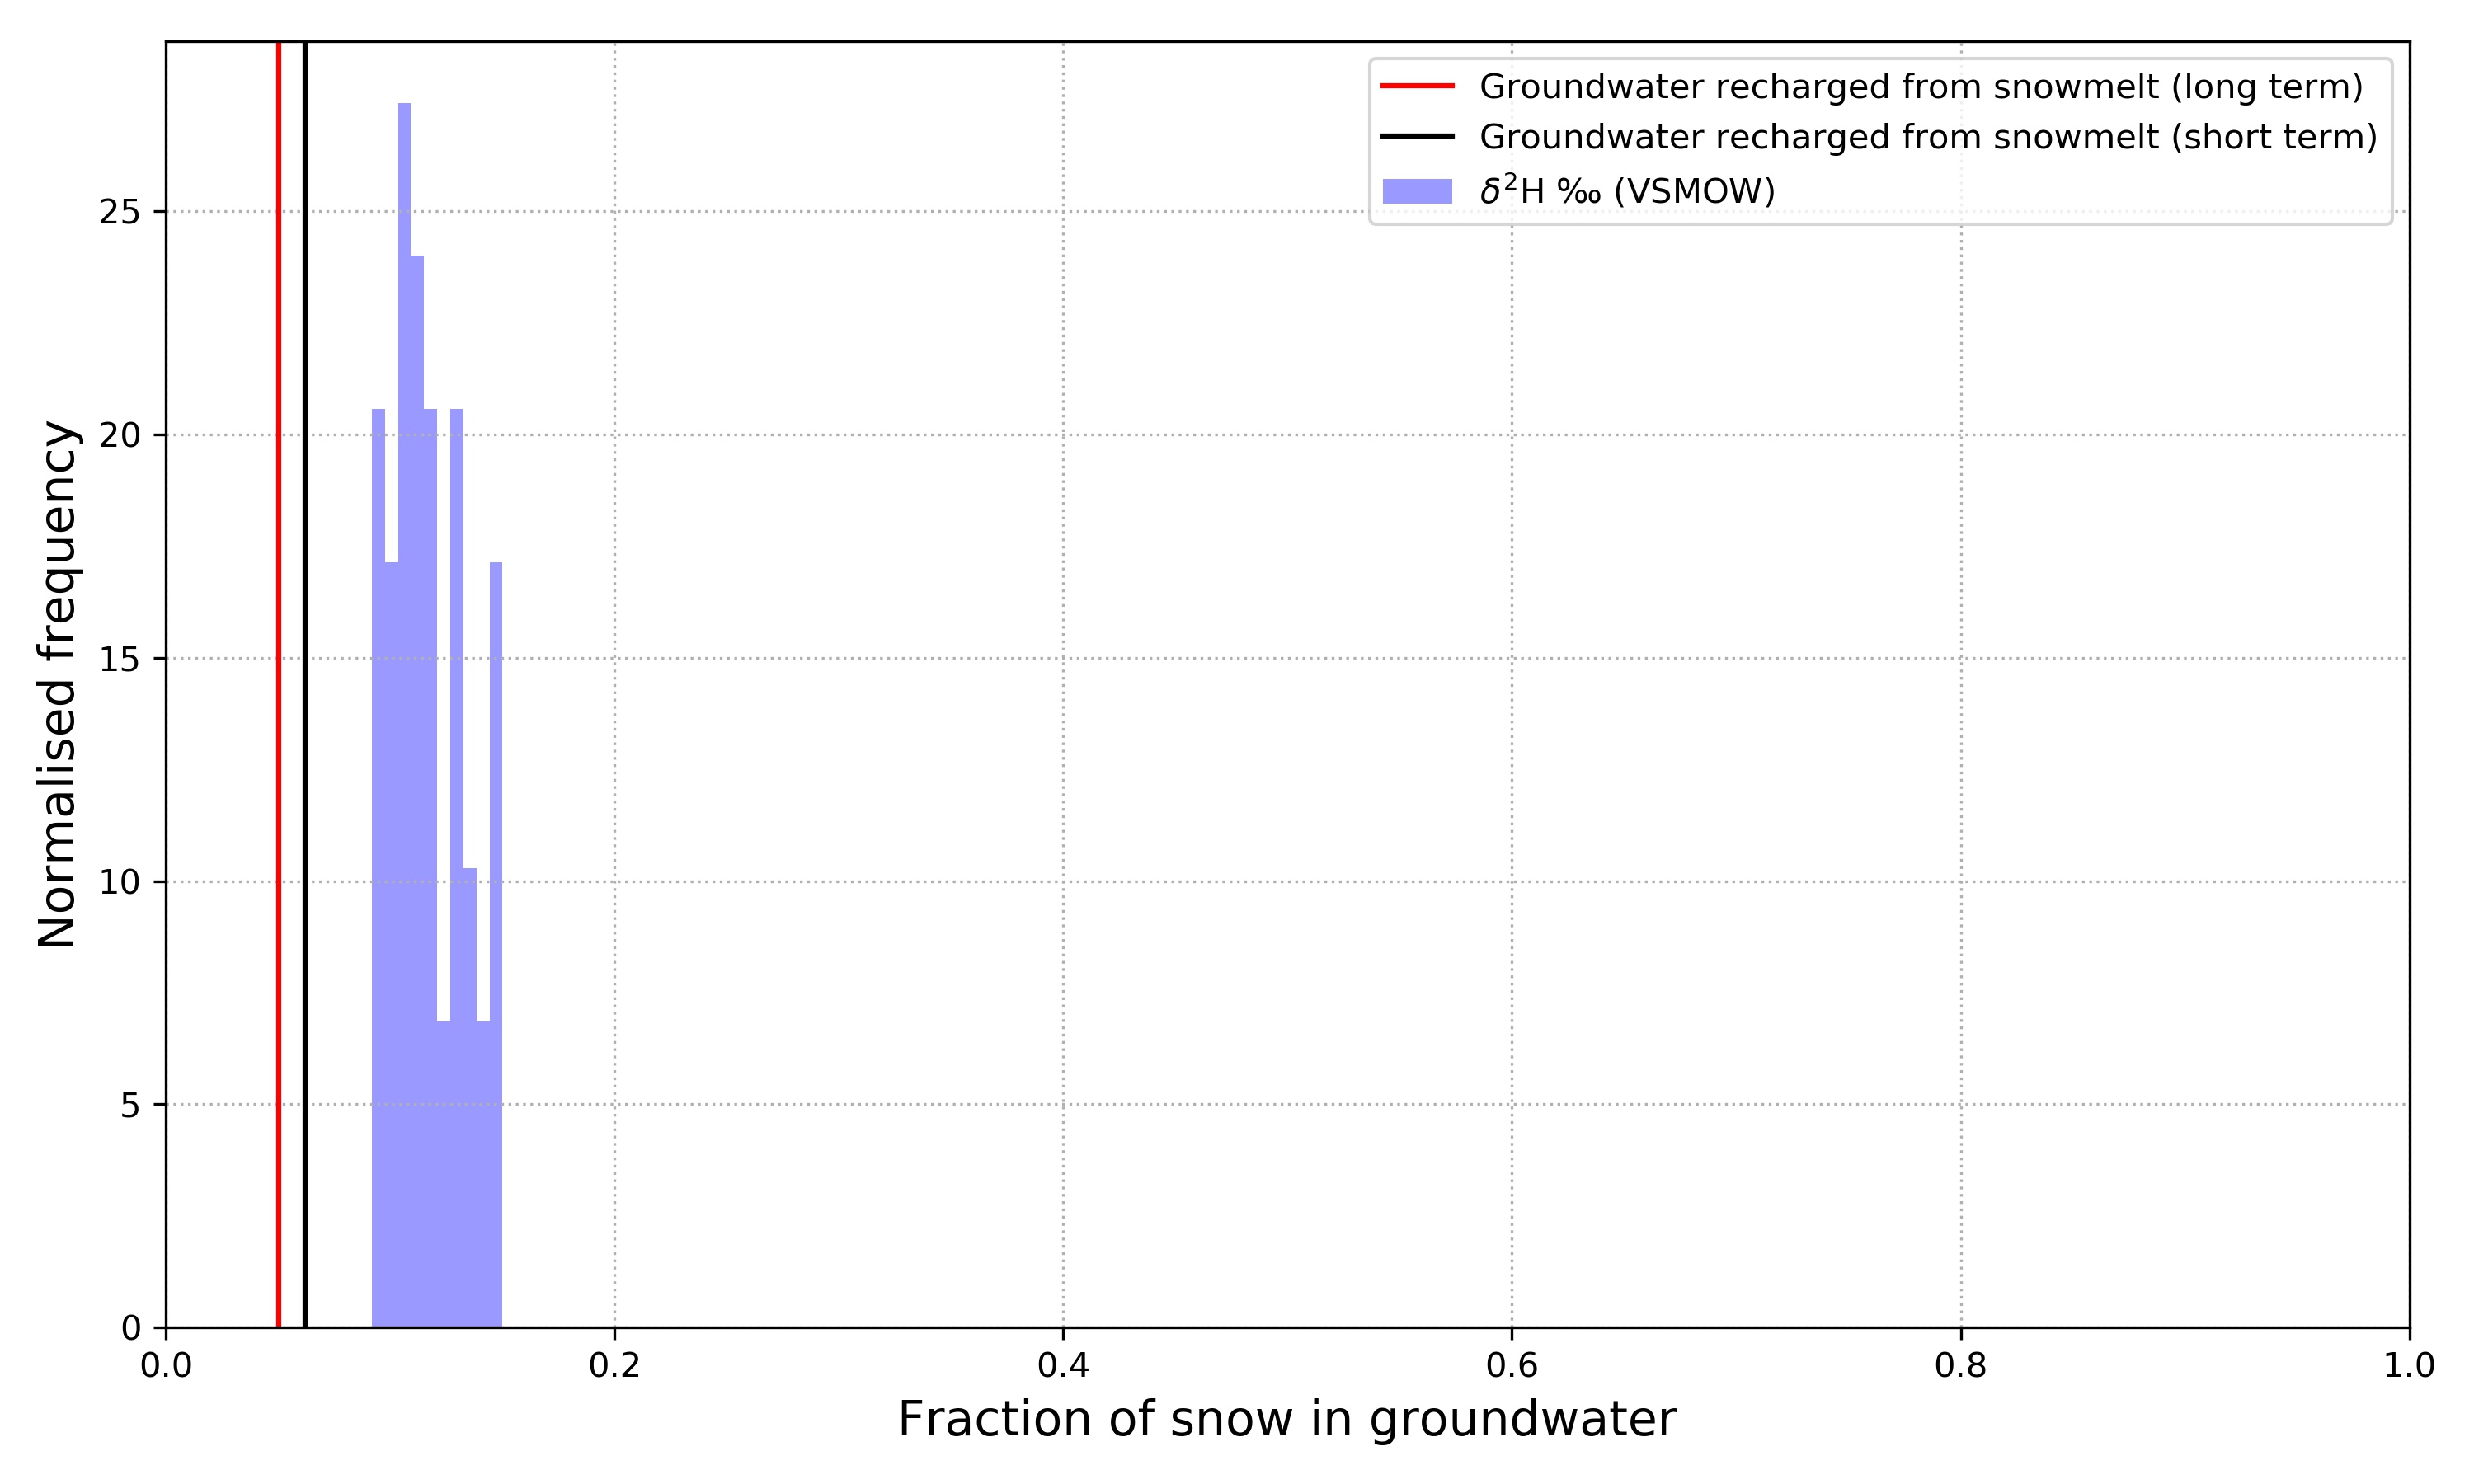 Groundwater recharged from snowmelt (long term)
Groundwater recharged from snowmelt (short term)
δ²H ‰ (VSMOW)
Normalised frequency
25
20
15
10
5
0
0.0 0.2 0.4 0.6 0.8 1.0
Fraction of snow in groundwater